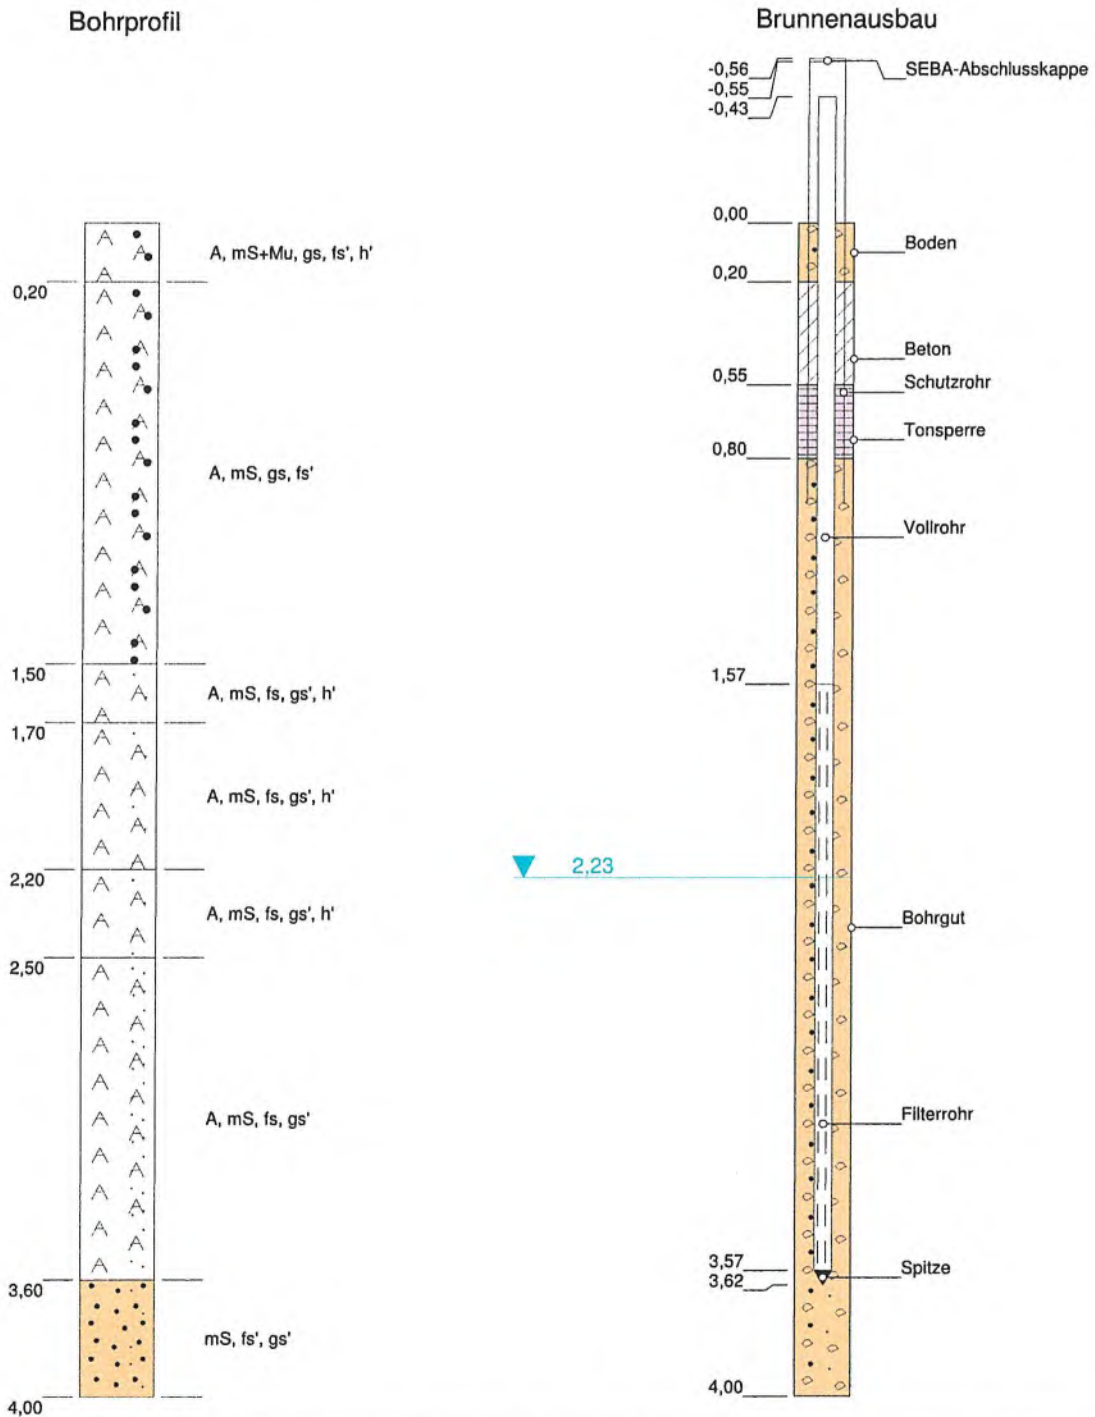 Bohrprofil
A, mS+Mu, gs, fs', h'
0,20
A, mS, gs, fs'
1,50
A, mS, fs, gs', h'
1,70
A, mS, fs, gs', h'
2,20
A, mS, fs, gs', h'
2,50
A, mS, fs, gs'
3,60
mS, fs', gs'
4,00
Brunnenausbau
-0,56
SEBA-Abschlusskappe
-0,55
-0,43
0,00
Boden
0,20
Beton
0,55
Schutzrohr
Tonsperre
0,80
Vollrohr
1,57
2,23
Bohrgut
Filterrohr
3,57
Spitze
3,62
4,00